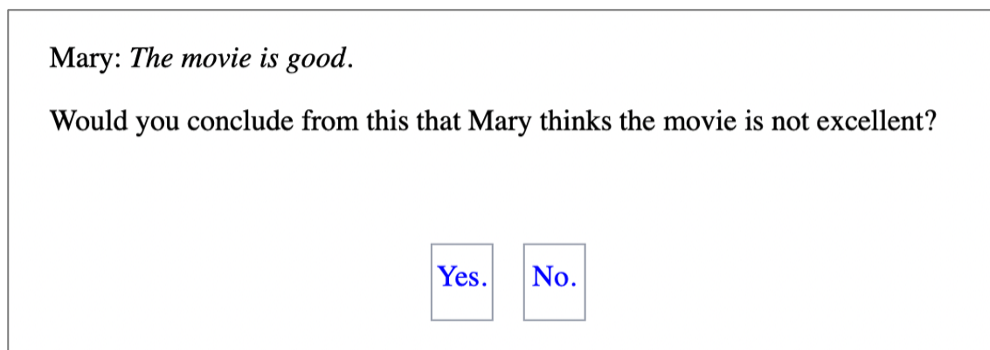 Mary: The movie is good.
Would you conclude from this that Mary thinks the movie is not excellent?
Yes. No.